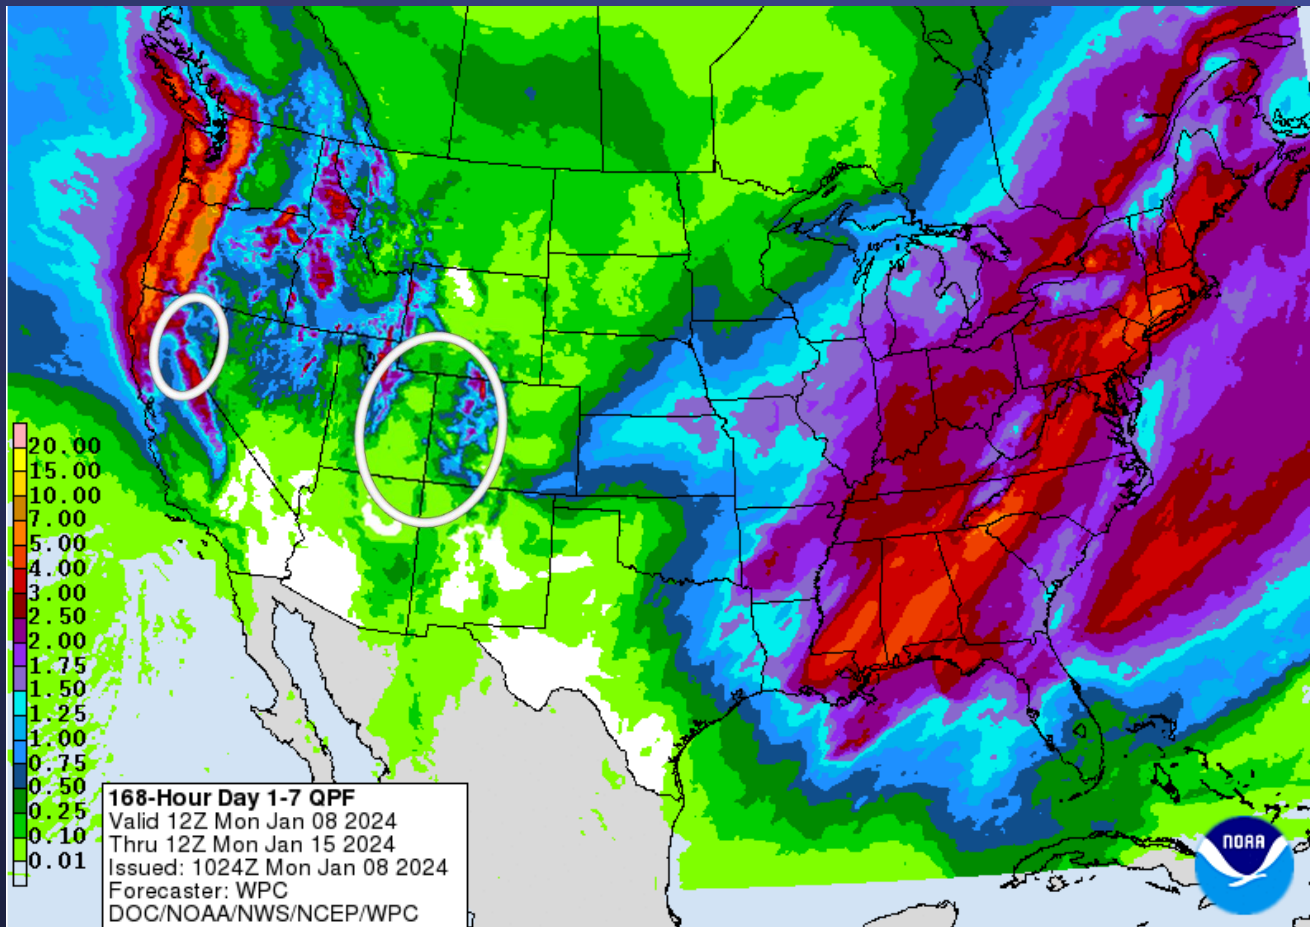 20.00
15.00
10.00
7.00
5.00
4.00
3.00
2.50
2.00
1.75
1.50
1.25
1.00
0.75
0.50
0.25
0.10
0.01
168-Hour Day 1-7 QPF
Valid 12Z Mon Jan 08 2024
Thru 12Z Mon Jan 15 2024
Issued: 1024Z Mon Jan 08 2024
Forecaster: WPC
DOC/NOAA/NWS/NCEP/WPC
NOAA